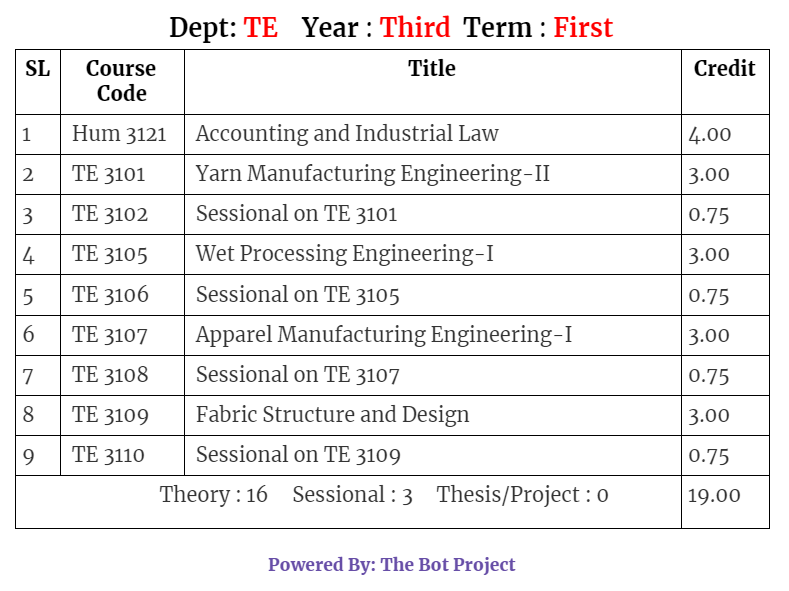 Dept: TE Year : Third Term : First
SL Course Code Title Credit
1 Hum 3121 Accounting and Industrial Law 4.00
2 TE 3101 Yarn Manufacturing Engineering-II 3.00
3 TE 3102 Sessional on TE 3101 0.75
4 TE 3105 Wet Processing Engineering-I 3.00
5 TE 3106 Sessional on TE 3105 0.75
6 TE 3107 Apparel Manufacturing Engineering-I 3.00
7 TE 3108 Sessional on TE 3107 0.75
8 TE 3109 Fabric Structure and Design 3.00
9 TE 3110 Sessional on TE 3109 0.75
Theory : 16 Sessional : 3 Thesis/Project : 0 19.00
Powered By: The Bot Project